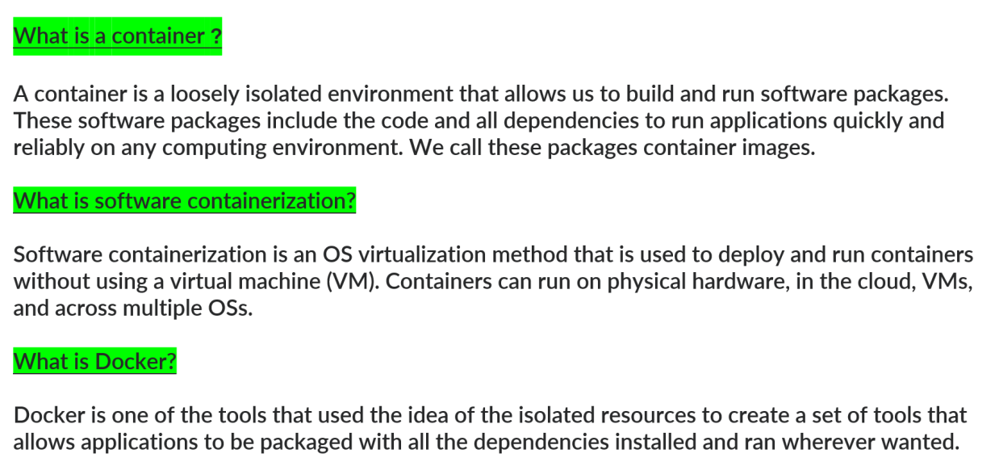 What is a container ?
A container is a loosely isolated environment that allows us to build and run software packages.
These software packages include the code and all dependencies to run applications quickly and
reliably on any computing environment. We call these packages container images.
What is software containerization?
Software containerization is an OS virtualization method that is used to deploy and run containers
without using a virtual machine (VM). Containers can run on physical hardware, in the cloud, VMs,
and across multiple OSs.
What is Docker?
Docker is one of the tools that used the idea of the isolated resources to create a set of tools that
allows applications to be packaged with all the dependencies installed and ran wherever wanted.